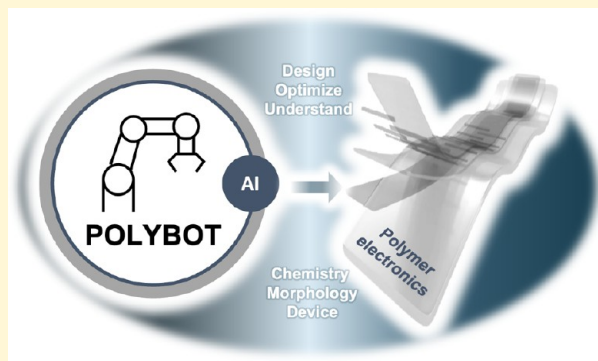 Design
Optimize
Understand
AI
POLYBOT
Polymer
electronics
Chemistry
Morphology
Device